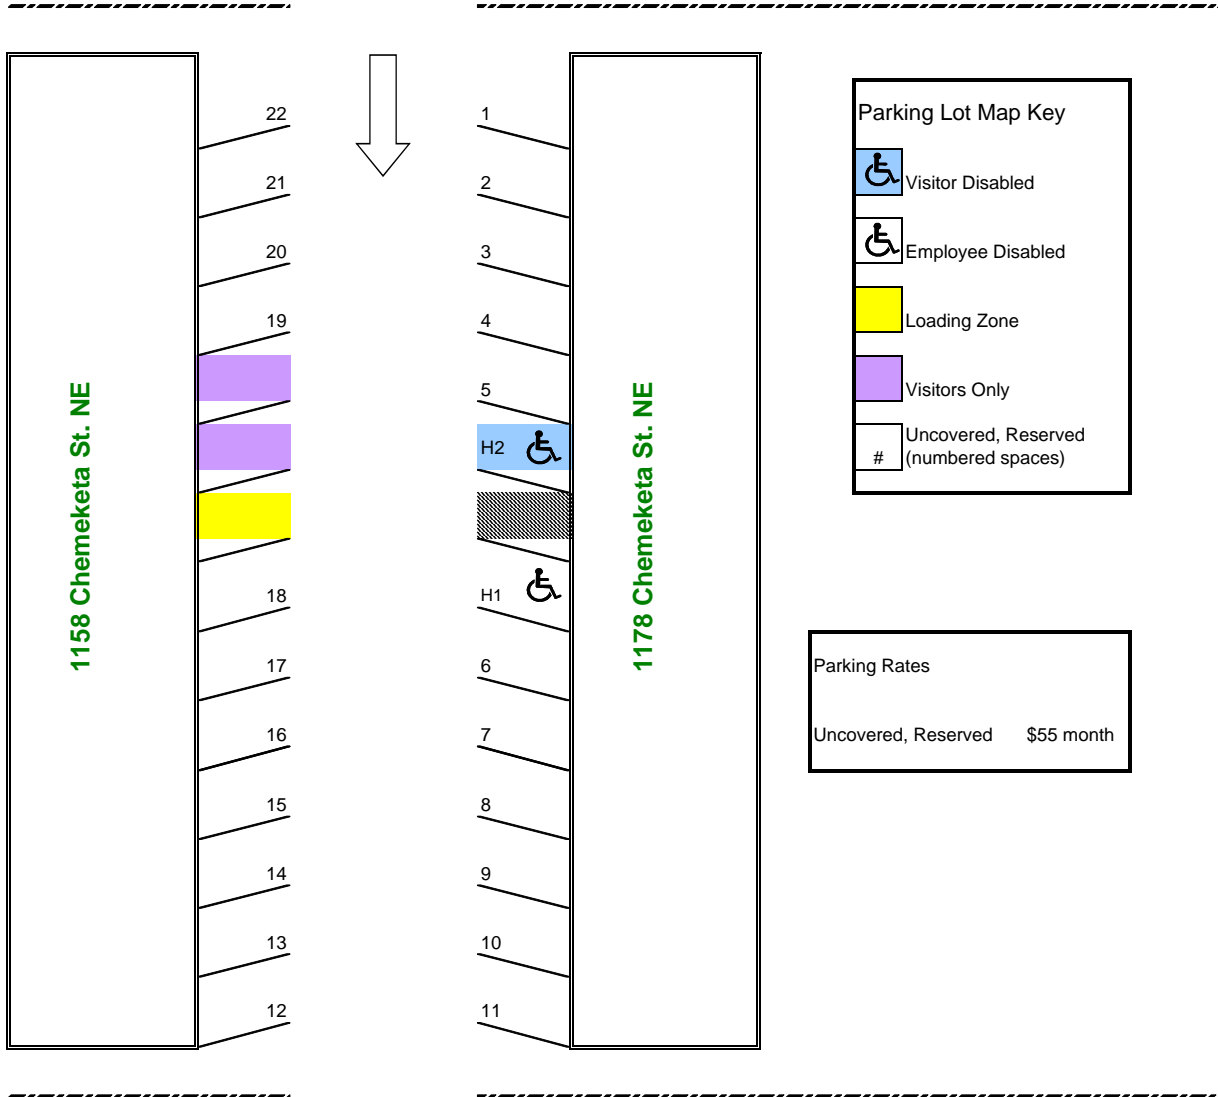 22
21
20
19
18
17
16
15
14
13
12
1158 Chemeketa St. NE
1
2
3
4
5
H2
H1
6
7
8
9
10
11
1178 Chemeketa St. NE
Parking Lot Map Key
Visitor Disabled
Employee Disabled
Loading Zone
Visitors Only
Uncovered, Reserved
# (numbered spaces)
Parking Rates
Uncovered, Reserved $55 month